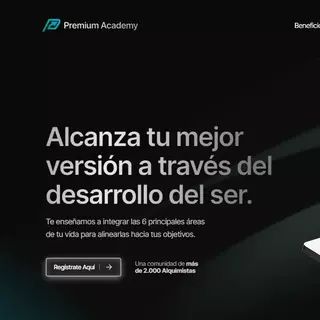 Premium Academy
Benefici
Alcanza tu mejor
versión a través del
desarrollo del ser.
Te enseñamos a integrar las 6 principales áreas
de tu vida para alinearlas hacia tus objetivos.
Regístrate Aquí
Una comunidad de más
de 2.000 Alquimistas